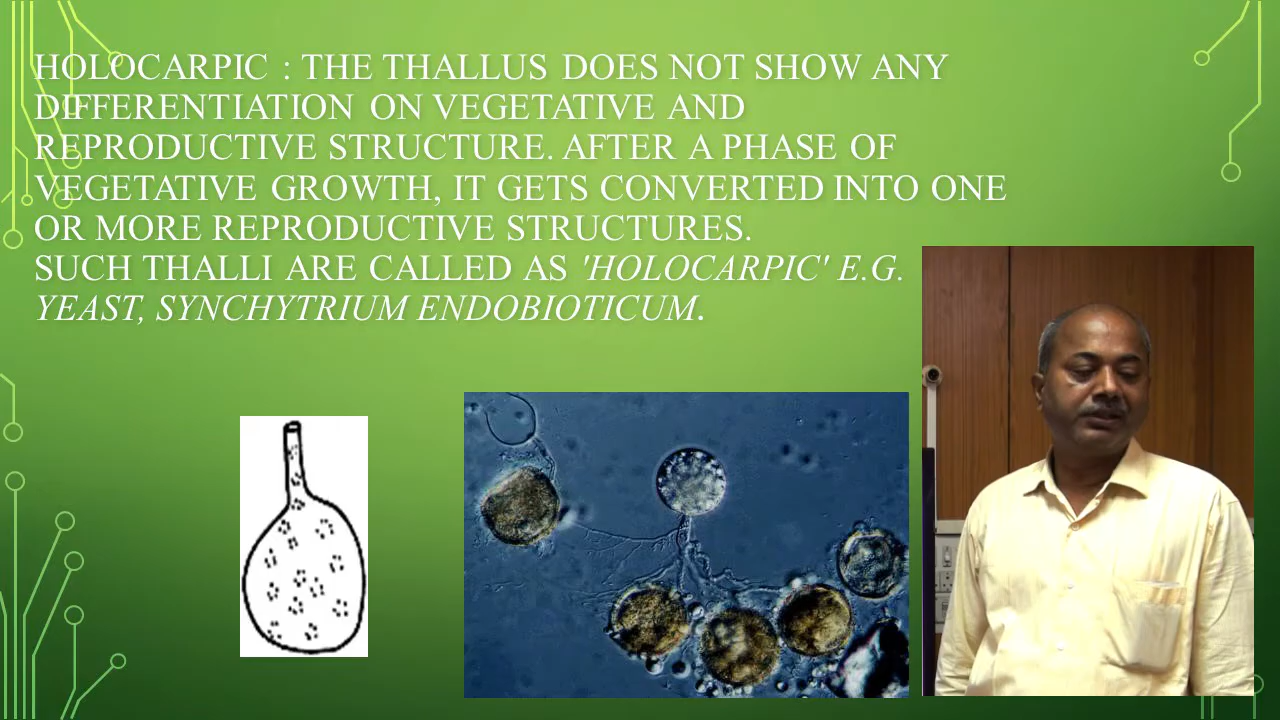 HOLOCARPIC : THE THALLUS DOES NOT SHOW ANY
DIFFERENTIATION ON VEGETATIVE AND
REPRODUCTIVE STRUCTURE. AFTER A PHASE OF
VEGETATIVE GROWTH, IT GETS CONVERTED INTO ONE
OR MORE REPRODUCTIVE STRUCTURES.
SUCH THALLI ARE CALLED AS 'HOLOCARPIC' E.G.
YEAST, SYNCHYTRIUM ENDOBIOTICUM.